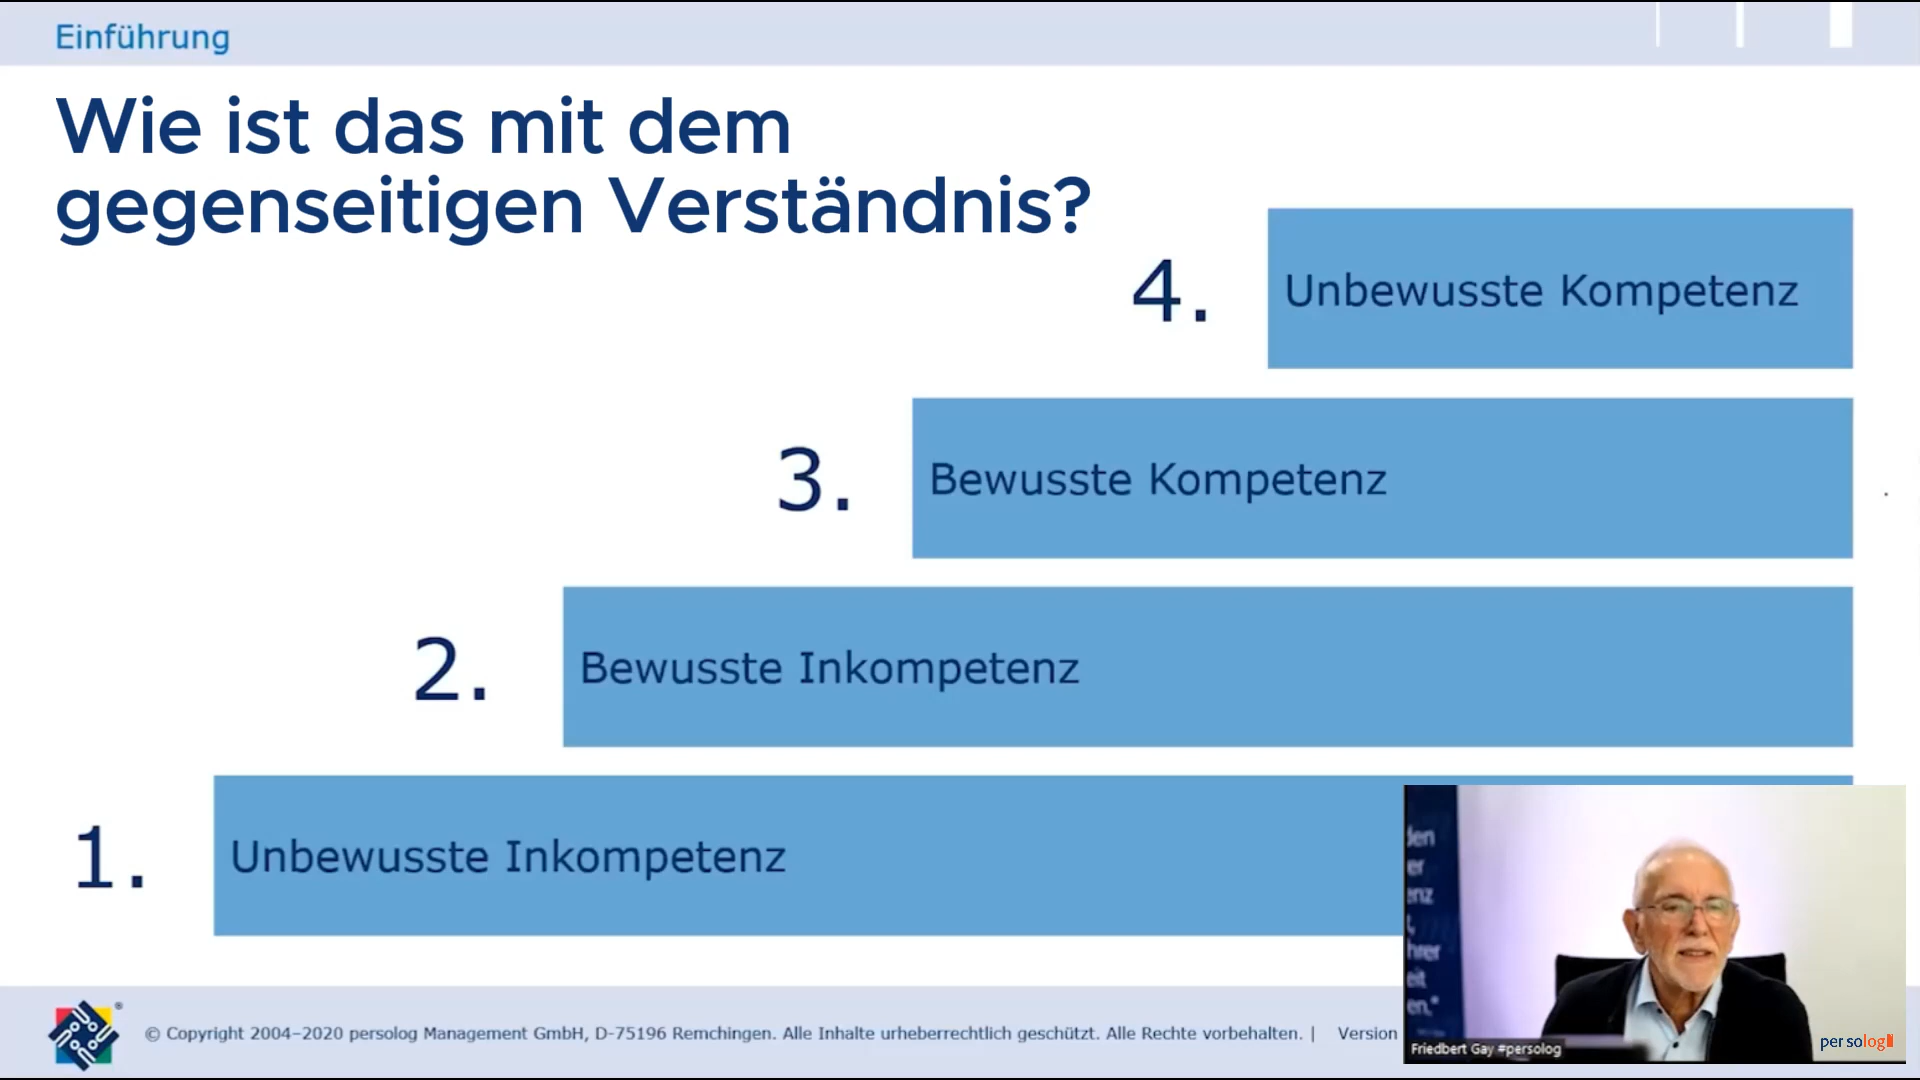 Einführung
Wie ist das mit dem
gegenseitigen Verständnis?
4. Unbewusste Kompetenz
3. Bewusste Kompetenz
2. Bewusste Inkompetenz
1. Unbewusste Inkompetenz
© Copyright 2004–2020 persolog Management GmbH, D-75196 Remchingen. Alle Inhalte urheberrechtlich geschützt. Alle Rechte vorbehalten. | Version
Friedbert Gay #persolog
persolog